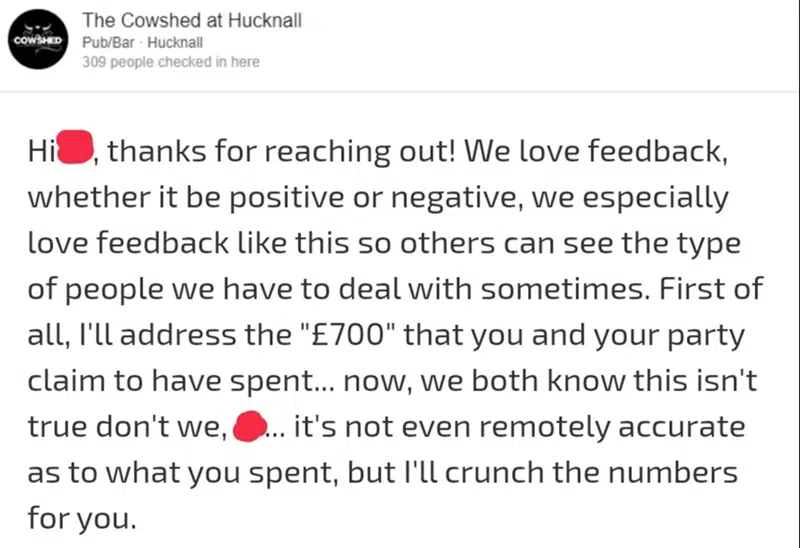 The Cowshed at Hucknall
COWSHED
Pub/Bar · Hucknall
309 people checked in here
Hi , thanks for reaching out! We love feedback,
whether it be positive or negative, we especially
love feedback like this so others can see the type
of people we have to deal with sometimes. First of
all, I'll address the "£700" that you and your party
claim to have spent... now, we both know this isn't
true don't we, ... it's not even remotely accurate
as to what you spent, but I'll crunch the numbers
for you.